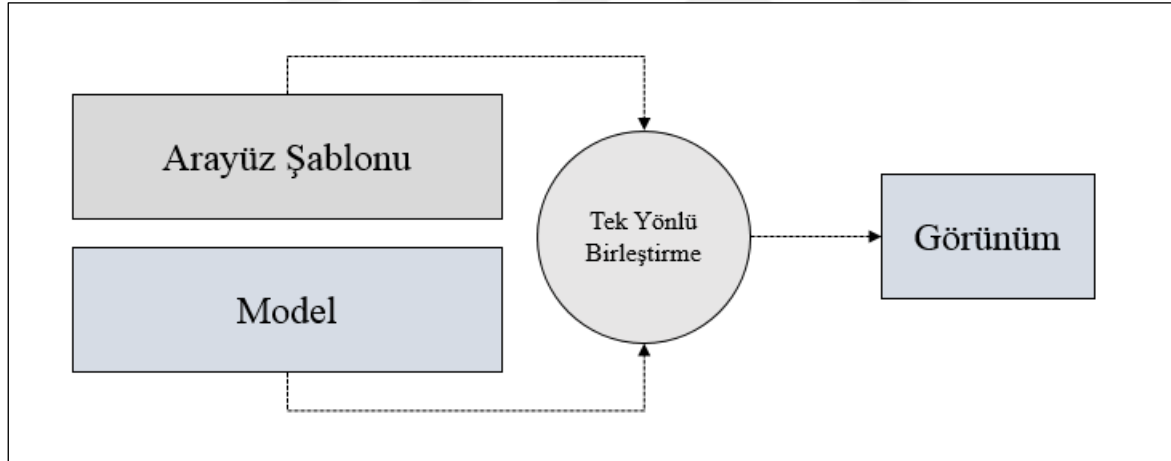 Arayüz Şablonu
Model
Tek Yönlü
Birleştirme
Görünüm